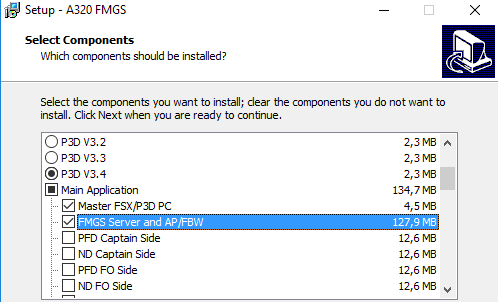 Setup - A320 FMGS
Select Components
Which components should be installed?
Select the components you want to install; clear the components you do not want to
install. Click Next when you are ready to continue.
P3D V3.2 2,3 MB
P3D V3.3 2,3 MB
P3D V3.4 2,3 MB
Main Application 134,7 MB
Master FSX/P3D PC 4,5 MB
FMGS Server and AP/FBW 127,9 MB
PFD Captain Side 12,6 MB
ND Captain Side 12,6 MB
PFD FO Side 12,6 MB
ND FO Side 12,6 MB